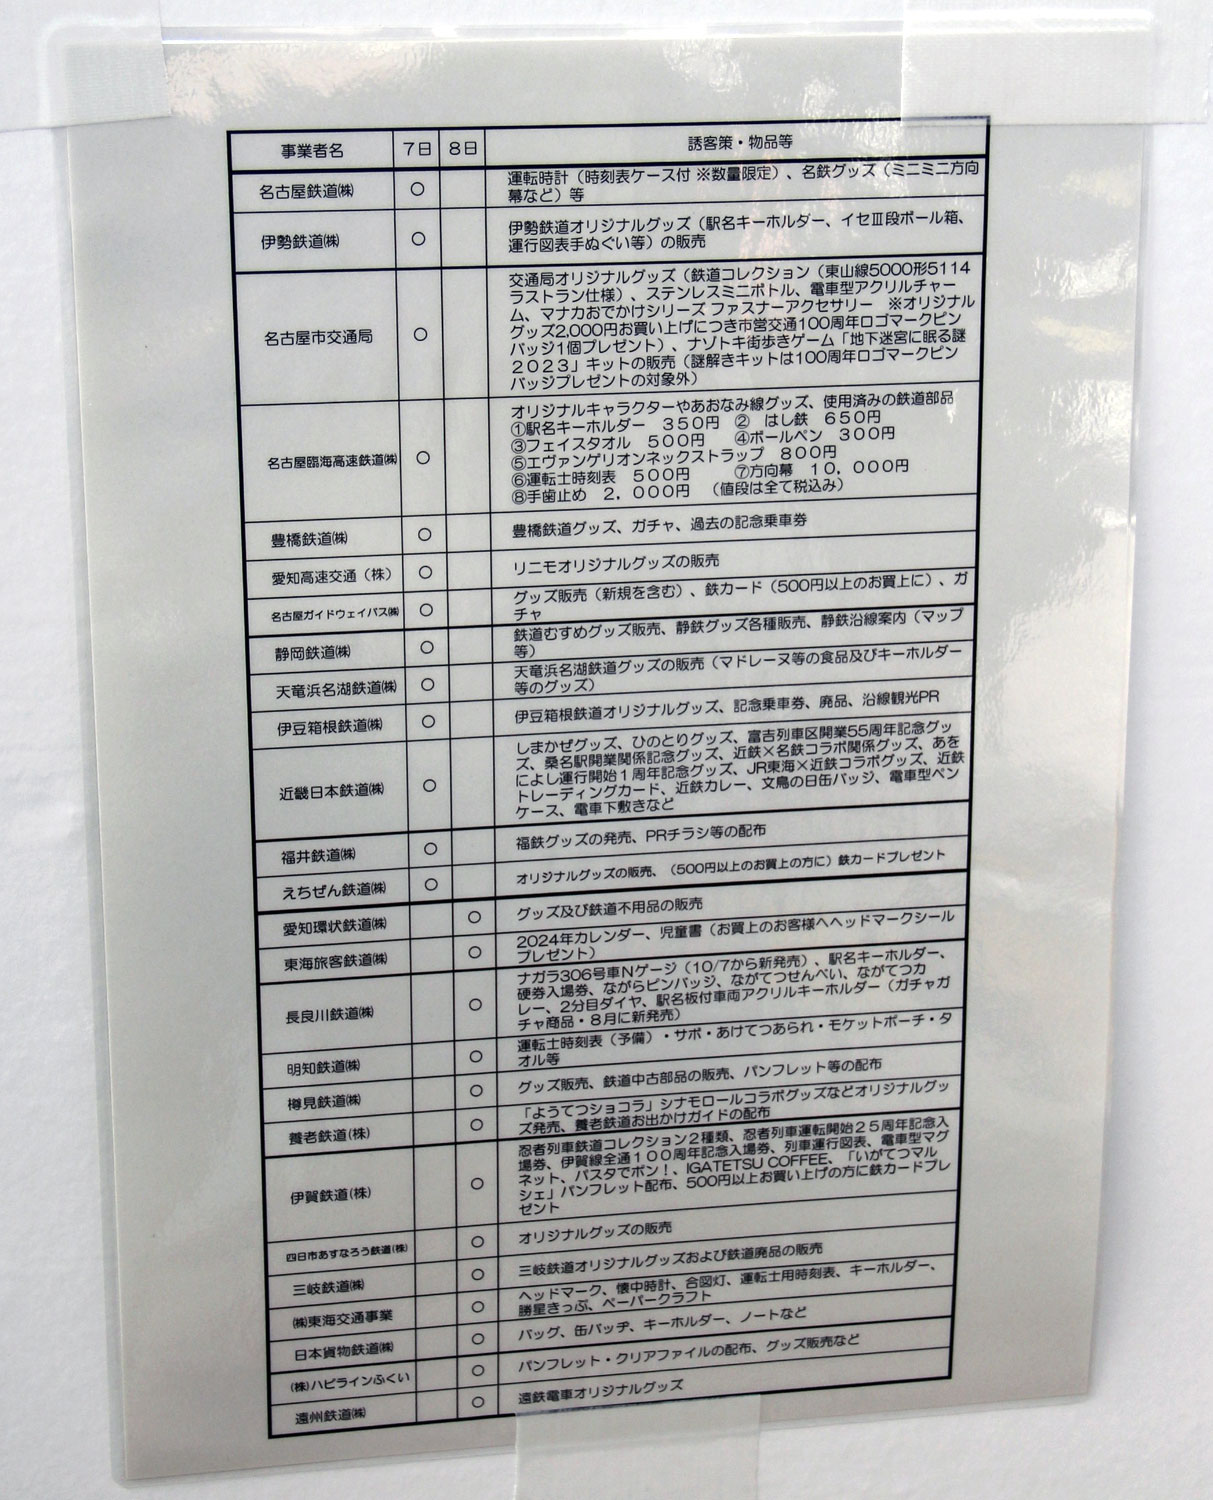 事業者名 7日 8日 誘客策・物品等
名古屋鉄道㈱ ○ 運転時計（時刻表ケース付 ※数量限定）、名鉄グッズ（ミニミニ方向
幕など）等
伊勢鉄道㈱ ○ 伊勢鉄道オリジナルグッズ（駅名キーホルダー、イセⅢ段ボール箱、
運行図表手ぬぐい等）の販売
名古屋市交通局 ○ 交通局オリジナルグッズ（鉄道コレクション（東山線5000形5114
ラストラン仕様）、ステンレスミニボトル、電車型アクリルチャー
ム、マナカおでかけシリーズ ファスナーアクセサリー　※オリジナル
グッズ2,000円お買い上げにつき市営交通100周年ロゴマークピン
バッジ1個プレゼント）、ナゾトキ街歩きゲーム「地下迷宮に眠る謎
２０２３」キットの販売（謎解きキットは100周年ロゴマークピン
バッジプレゼントの対象外）
名古屋臨海高速鉄道㈱ ○ オリジナルキャラクターやあおなみ線グッズ、使用済みの鉄道部品
①駅名キーホルダー　３５０円　②　はし鉄　６５０円
③フェイスタオル　５００円　　④ボールペン　３００円
⑤エヴァンゲリオンネックストラップ　８００円
⑥運転士時刻表　５００円　　　⑦方向幕　１０，０００円
⑧手歯止め　２，０００円　（値段は全て税込み）
豊橋鉄道㈱ ○ 豊橋鉄道グッズ、ガチャ、過去の記念乗車券
愛知高速交通（株） ○ リニモオリジナルグッズの販売
名古屋ガイドウェイバス㈱ ○ グッズ販売（新規を含む）、鉄カード（500円以上のお買上に）、ガ
チャ
静岡鉄道㈱ ○ 鉄道むすめグッズ販売、静鉄グッズ各種販売、静鉄沿線案内（マップ
等）
天竜浜名湖鉄道㈱ ○ 天竜浜名湖鉄道グッズの販売（マドレーヌ等の食品及びキーホルダー
等のグッズ）
伊豆箱根鉄道㈱ ○ 伊豆箱根鉄道オリジナルグッズ、記念乗車券、廃品、沿線観光PR
近畿日本鉄道㈱ ○ しまかぜグッズ、ひのとりグッズ、富吉列車区開業55周年記念グッ
ズ、桑名駅開業関係記念グッズ、近鉄×名鉄コラボ関係グッズ、あを
によし運行開始１周年記念グッズ、JR東海×近鉄コラボグッズ、近鉄
トレーディングカード、近鉄カレー、文鳥の日缶バッジ、電車型ペン
ケース、電車下敷きなど
福井鉄道㈱ ○ 福鉄グッズの発売、PRチラシ等の配布
えちぜん鉄道㈱ ○ オリジナルグッズの販売、（500円以上のお買上の方に）鉄カードプレゼント
愛知環状鉄道㈱ ○ グッズ及び鉄道不用品の販売
東海旅客鉄道㈱ ○ 2024年カレンダー、児童書（お買上のお客様へヘッドマークシール
プレゼント）
長良川鉄道㈱ ○ ナガラ306号車Nゲージ（10/7から新発売）、駅名キーホルダー、
硬券入場券、ながらピンバッジ、ながてつせんべい、ながてつカ
レー、2分目ダイヤ、駅名板付車両アクリルキーホルダー（ガチャガ
チャ商品・８月に新発売）
明知鉄道㈱ ○ 運転士時刻表（予備）・サボ・あけてつあられ・モケットポーチ・タ
オル等
樽見鉄道㈱ ○ グッズ販売、鉄道中古部品の販売、パンフレット等の配布
養老鉄道(株) ○ 「ようてつショコラ」シナモロールコラボグッズなどオリジナルグッ
ズ発売、養老鉄道お出かけガイドの配布
伊賀鉄道(株) ○ 忍者列車鉄道コレクション２種類、忍者列車運転開始２５周年記念入
場券、伊賀線全通１００周年記念入場券、列車運行図表、電車型マグ
ネット、パスタでポン！、IGATETSU COFFEE、「いがてつマル
シェ」パンフレット配布、500円以上お買い上げの方に鉄カードプレ
ゼント
四日市あすなろう鉄道(株) ○ オリジナルグッズの販売
三岐鉄道㈱ ○ 三岐鉄道オリジナルグッズおよび鉄道廃品の販売
㈱東海交通事業 ○ ヘッドマーク、懐中時計、合図灯、運転士用時刻表、キーホルダー、
勝星きっぷ、ペーパークラフト
日本貨物鉄道㈱ ○ バッグ、缶バッヂ、キーホルダー、ノートなど
(株)ハピラインふくい ○ パンフレット・クリアファイルの配布、グッズ販売など
遠州鉄道㈱ ○ 遠鉄電車オリジナルグッズ